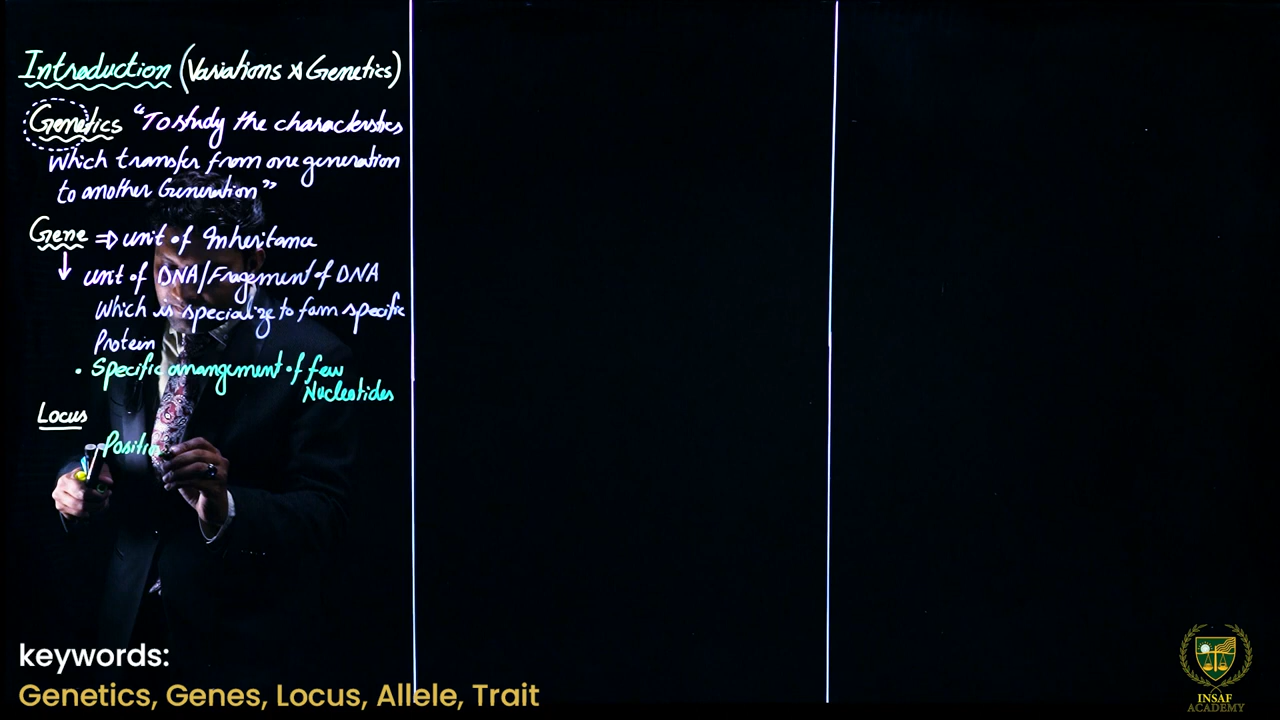 Introduction (Variations & Genetics)
Genetics "To study the characteristics
Which transfer from one generation
to another Generation"
Gene ⇒ unit of Inheritance
↓ unit of DNA/Fragement of DNA
Which is specialize to form specific
Protein
• Specific arrangement of few
Nucleotides
Locus
Position
keywords:
Genetics, Genes, Locus, Allele, Trait
INSAF
ACADEMY